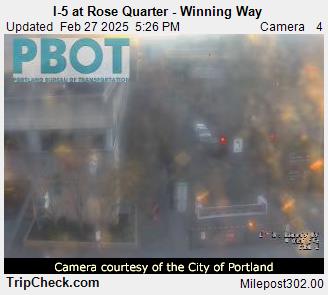 I-5 at Rose Quarter - Winning Way
Updated Feb 27 2025 5:26 PM Camera 4
PBOT
PORTLAND BUREAU OF TRANSPORTATION
Camera courtesy of the City of Portland
TripCheck.com Milepost302.00